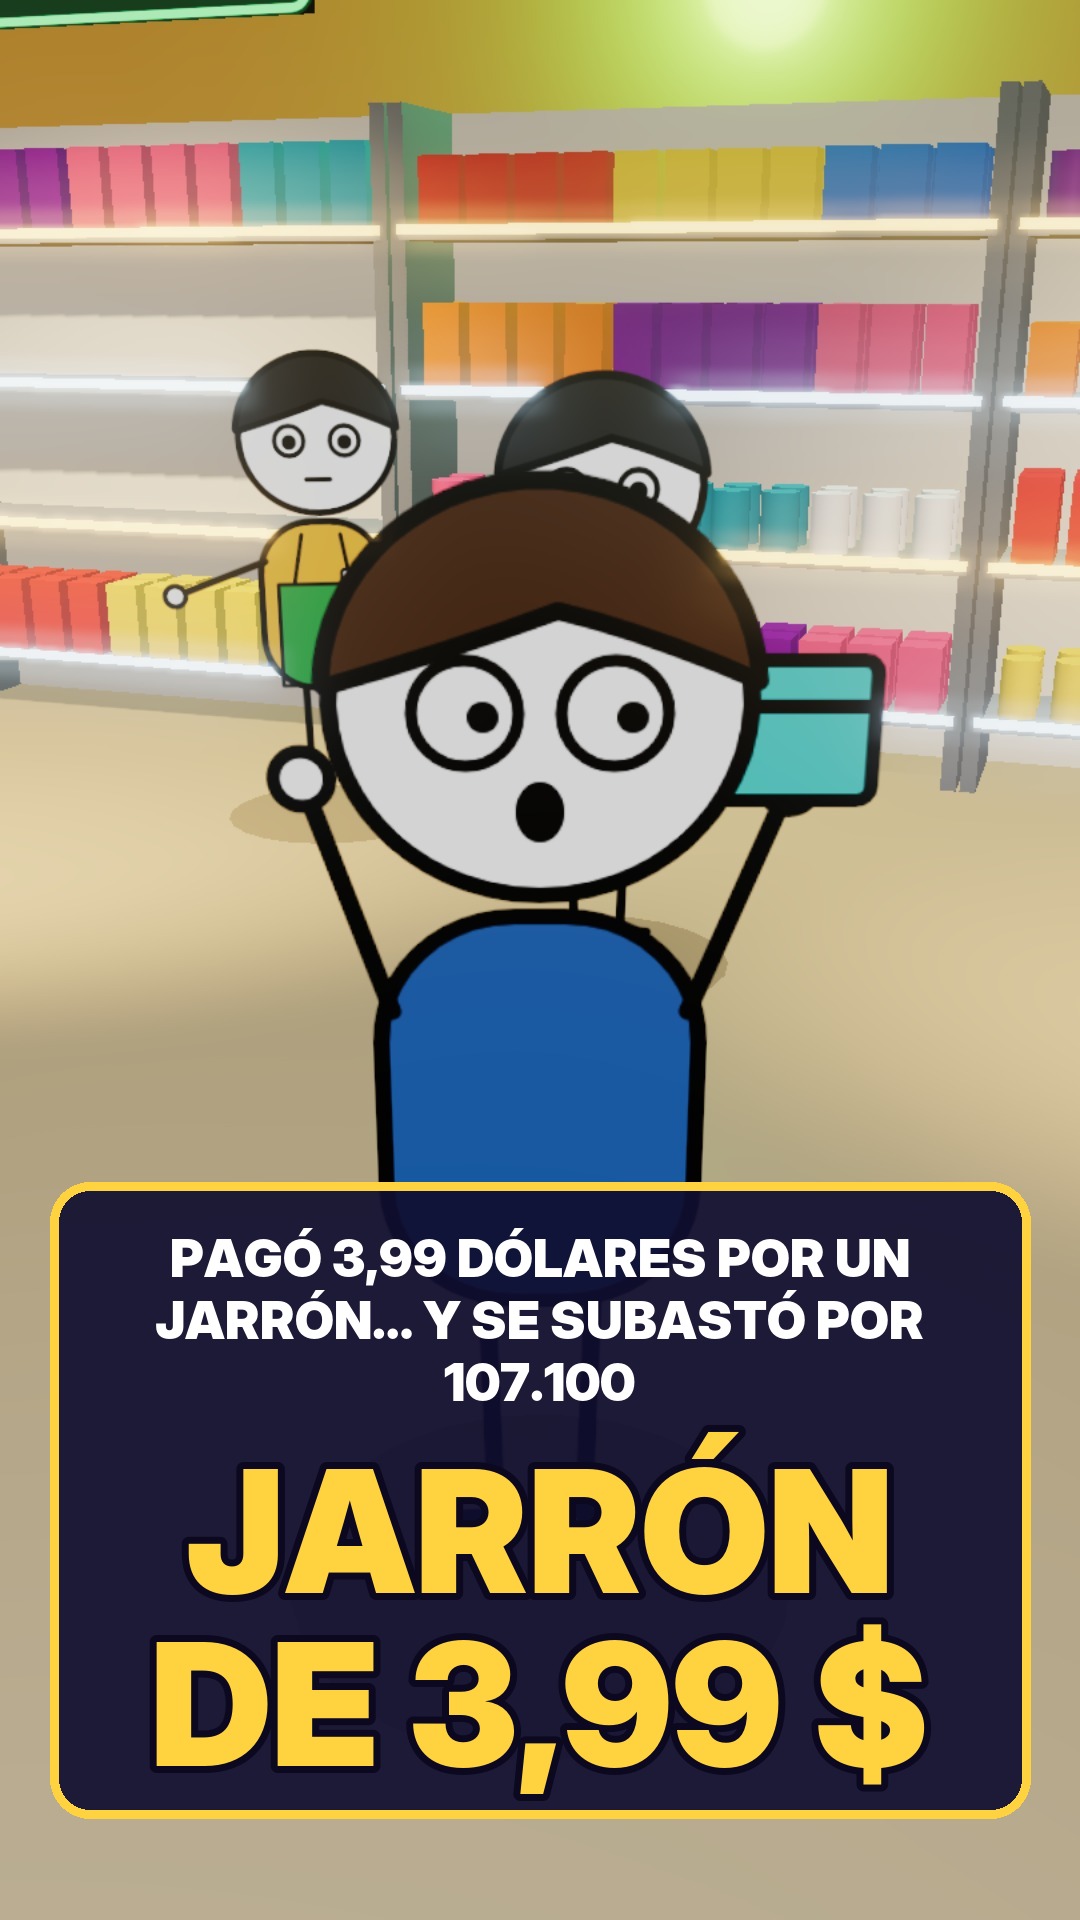 PAGÓ 3,99 DÓLARES POR UN
JARRÓN... Y SE SUBASTÓ POR
107.100
JARRÓN
DE 3,99 $